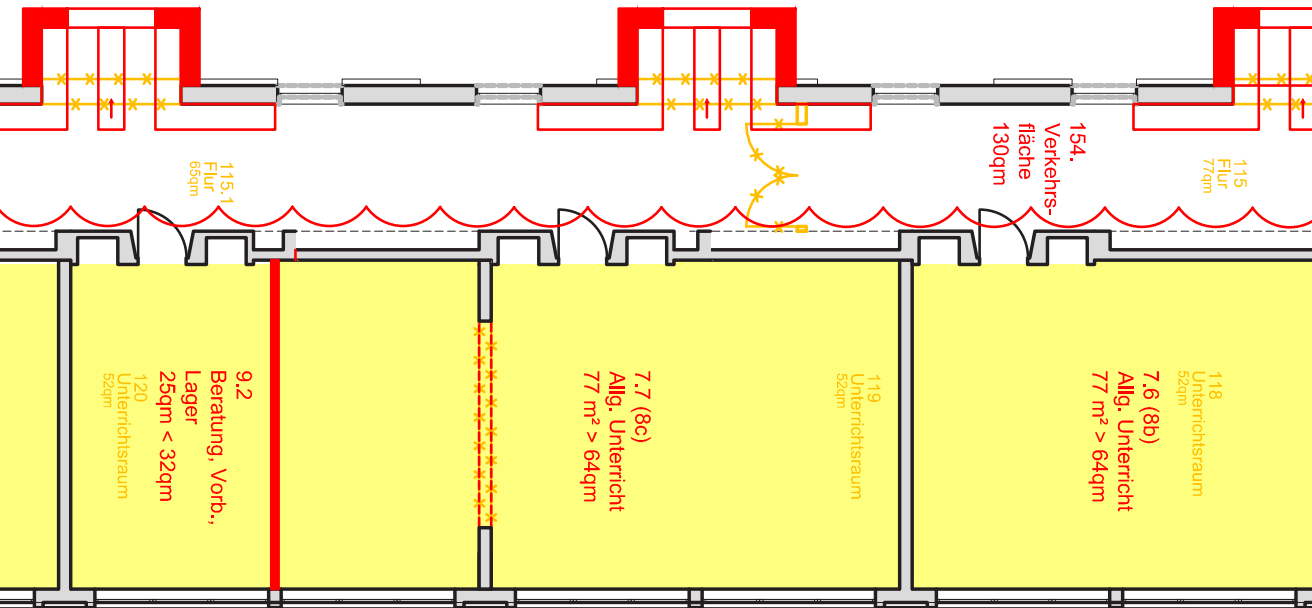 115.1
Flur
65qm
154.
Verkehrs-
fläche
130qm
115
Flur
77qm
9.2
Beratung, Vorb.,
Lager
25qm < 32qm
120
Unterrichtsraum
52qm
7.7 (8c)
Allg. Unterricht
77 m² > 64qm
119
Unterrichtsraum
52qm
118
Unterrichtsraum
52qm
7.6 (8b)
Allg. Unterricht
77 m² > 64qm